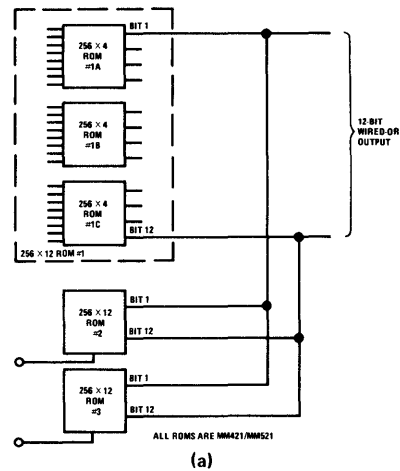 BIT 1
256 × 4
ROM
#1A
256 × 4
ROM
#1B
12-BIT
WIRED-OR
OUTPUT
256 × 4
ROM
#1C
BIT 12
256 × 12 ROM #1
256 × 12
ROM
#2
BIT 1
BIT 12
256 × 12
ROM
#3
BIT 1
BIT 12
ALL ROMS ARE MM421/MM521
(a)